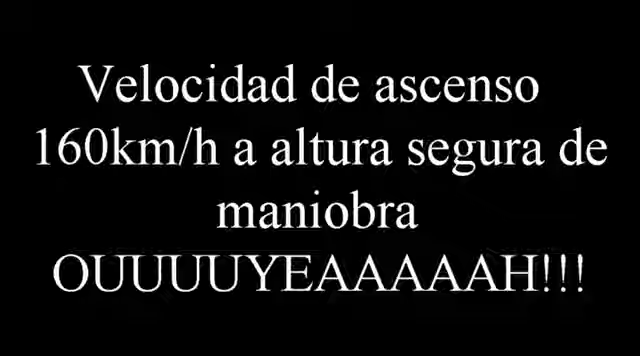 Velocidad de ascenso
160km/h a altura segura de
maniobra
OUUUUYEAAAAAH!!!